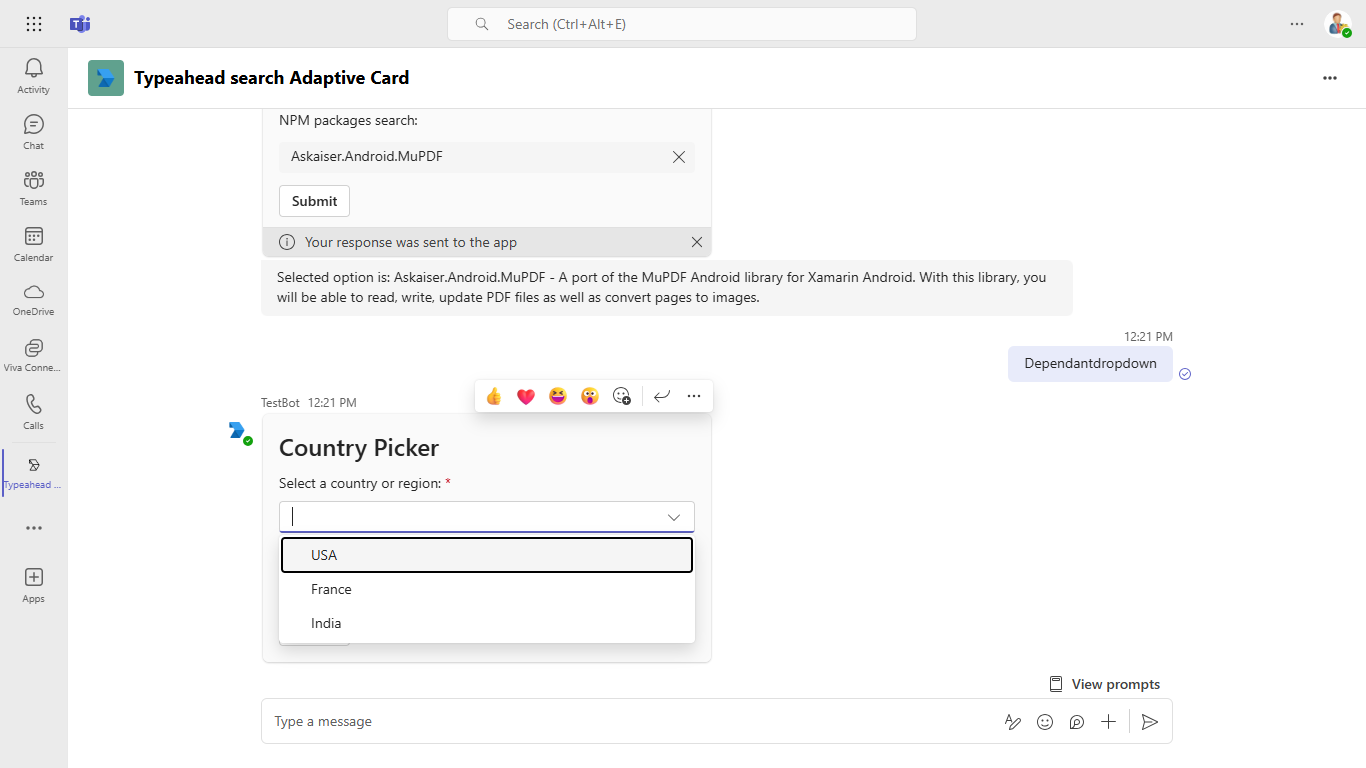 Search (Ctrl+Alt+E)
Activity
Chat
Teams
Calendar
OneDrive
Viva Conne...
Calls
Typeahead ...
Apps
Typeahead search Adaptive Card
NPM packages search:
Askaiser.Android.MuPDF
Submit
Your response was sent to the app
Selected option is: Askaiser.Android.MuPDF - A port of the MuPDF Android library for Xamarin Android. With this library, you
will be able to read, write, update PDF files as well as convert pages to images.
12:21 PM
Dependantdropdown
TestBot 12:21 PM
Country Picker
Select a country or region: *
USA
France
India
View prompts
Type a message